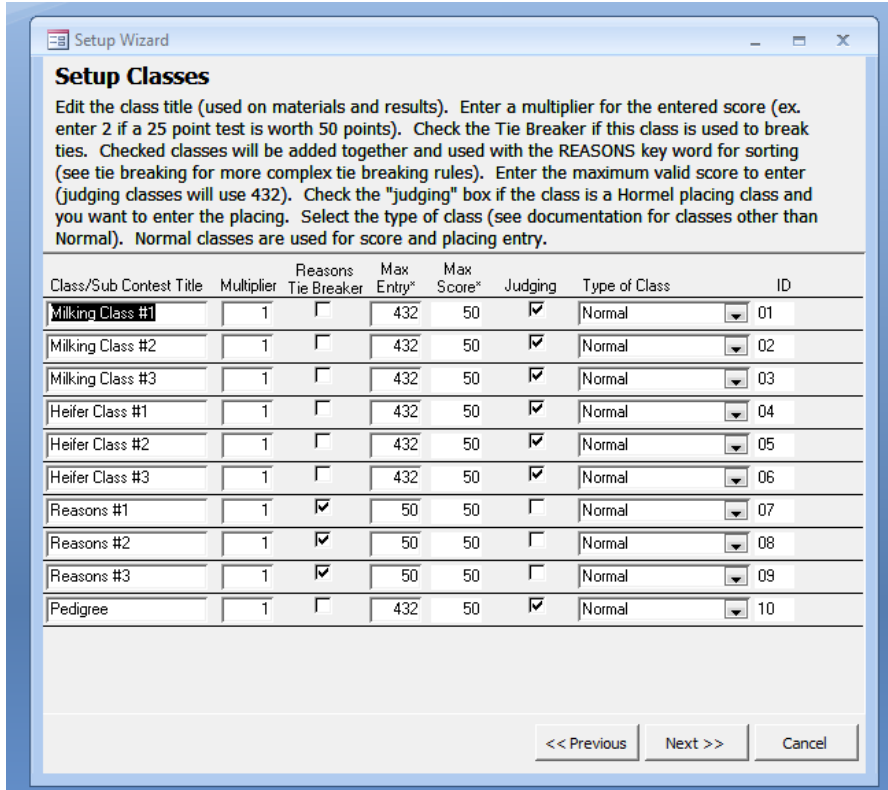 Setup Wizard
Setup Classes
Edit the class title (used on materials and results). Enter a multiplier for the entered score (ex.
enter 2 if a 25 point test is worth 50 points). Check the Tie Breaker if this class is used to break
ties. Checked classes will be added together and used with the REASONS key word for sorting
(see tie breaking for more complex tie breaking rules). Enter the maximum valid score to enter
(judging classes will use 432). Check the "judging" box if the class is a Hormel placing class and
you want to enter the placing. Select the type of class (see documentation for classes other than
Normal). Normal classes are used for score and placing entry.
Reasons Max Max
Class/Sub Contest Title Multiplier Tie Breaker Entry* Score* Judging Type of Class ID
Milking Class #1 1 432 50 Normal 01
Milking Class #2 1 432 50 Normal 02
Milking Class #3 1 432 50 Normal 03
Heifer Class #1 1 432 50 Normal 04
Heifer Class #2 1 432 50 Normal 05
Heifer Class #3 1 432 50 Normal 06
Reasons #1 1 50 50 Normal 07
Reasons #2 1 50 50 Normal 08
Reasons #3 1 50 50 Normal 09
Pedigree 1 432 50 Normal 10
<< Previous Next >> Cancel